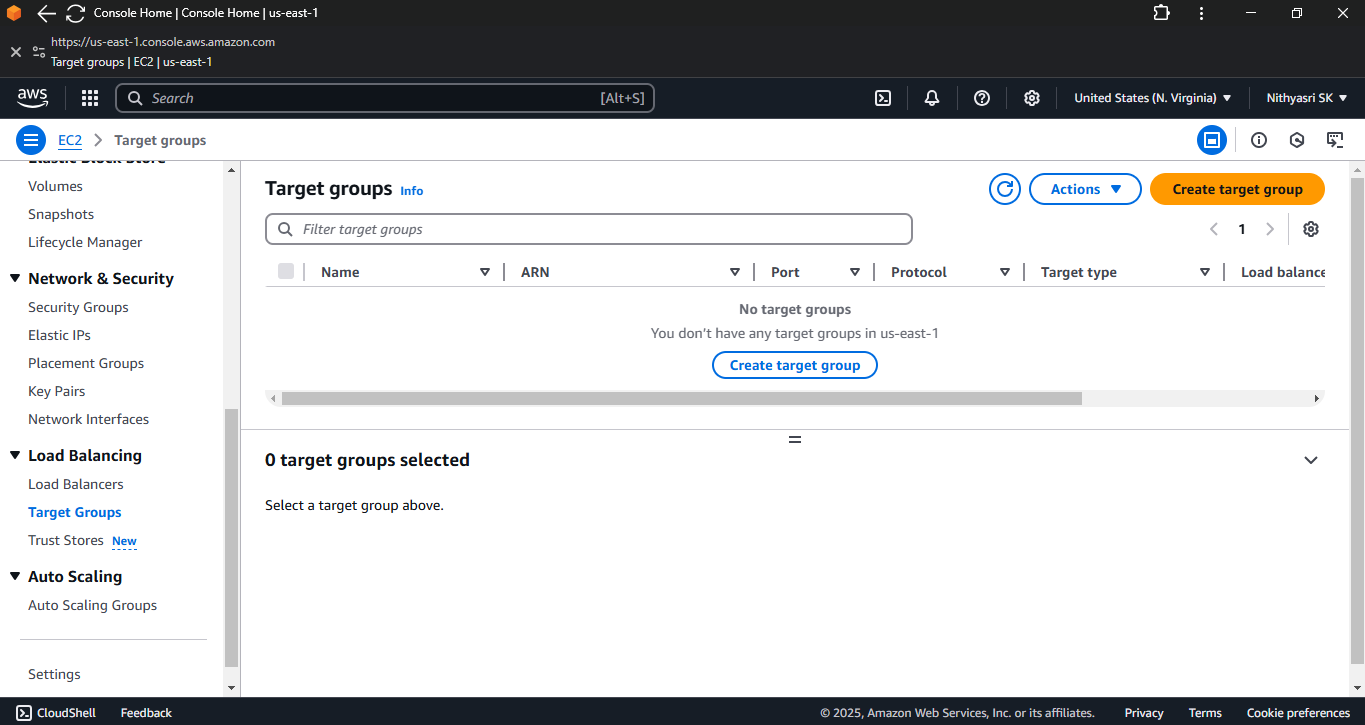 Console Home | Console Home | us-east-1
https://us-east-1.console.aws.amazon.com
Target groups | EC2 | us-east-1
aws
Search [Alt+S]
United States (N. Virginia)
Nithyasri SK
EC2 > Target groups
Elastic Block Store
Volumes
Snapshots
Lifecycle Manager
Network & Security
Security Groups
Elastic IPs
Placement Groups
Key Pairs
Network Interfaces
Load Balancing
Load Balancers
Target Groups
Trust Stores New
Auto Scaling
Auto Scaling Groups
Settings
Target groups Info
Actions
Create target group
Filter target groups
1
Name ARN Port Protocol Target type Load balance
No target groups
You don't have any target groups in us-east-1
Create target group
0 target groups selected
Select a target group above.
CloudShell Feedback © 2025, Amazon Web Services, Inc. or its affiliates. Privacy Terms Cookie preferences